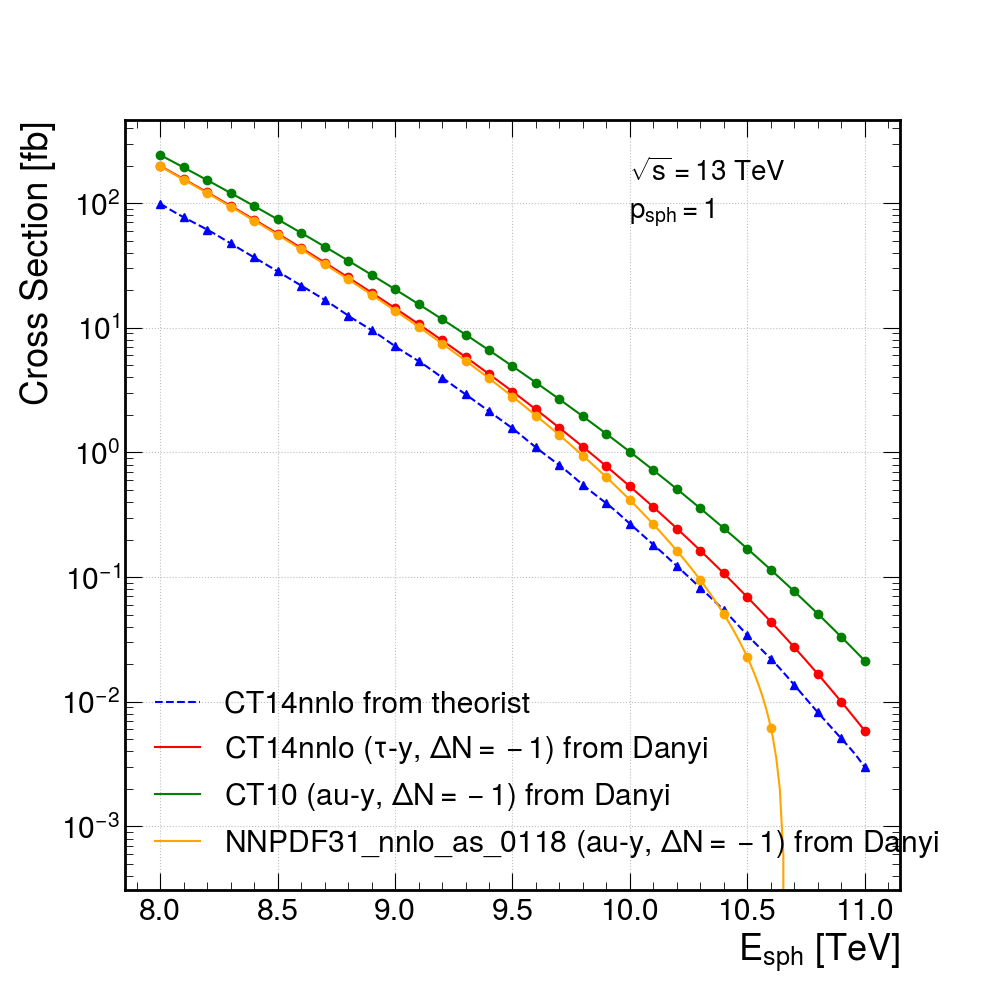 Cross Section [fb]
√s = 13 TeV
p_sph = 1
10²
10¹
10⁰
10⁻¹
10⁻²
10⁻³
CT14nnlo from theorist
CT14nnlo (τ-y, ΔN = −1) from Danyi
CT10 (au-y, ΔN = −1) from Danyi
NNPDF31_nnlo_as_0118 (au-y, ΔN = −1) from Danyi
8.0 8.5 9.0 9.5 10.0 10.5 11.0
E_sph [TeV]